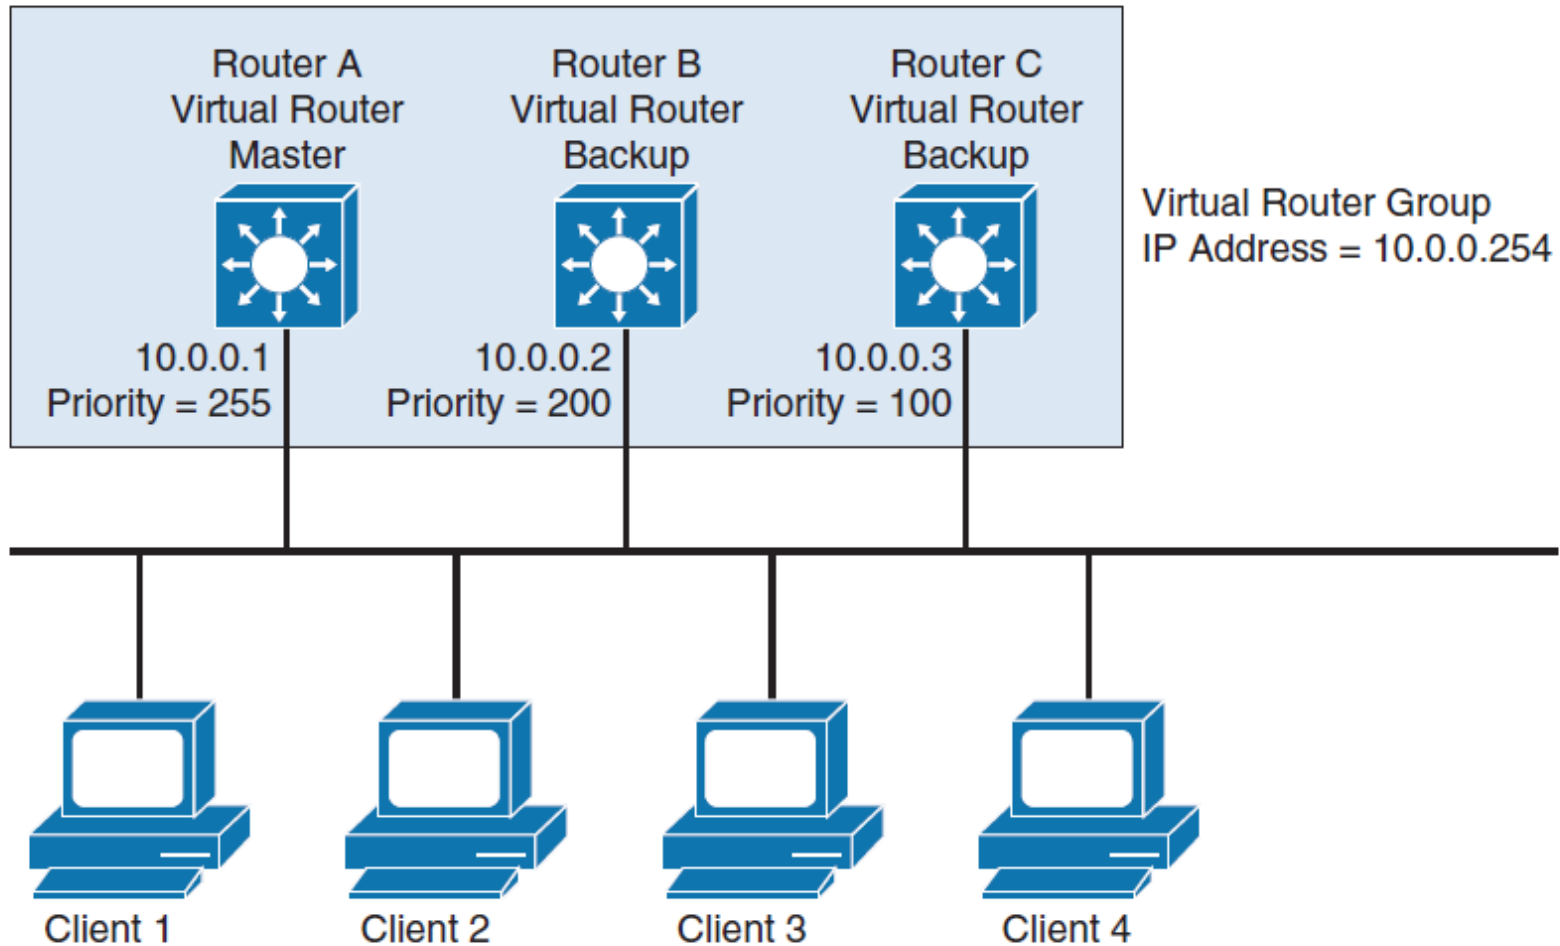 Router A
Virtual Router
Master
Router B
Virtual Router
Backup
Router C
Virtual Router
Backup
Virtual Router Group
IP Address = 10.0.0.254
10.0.0.1
Priority = 255
10.0.0.2
Priority = 200
10.0.0.3
Priority = 100
Client 1
Client 2
Client 3
Client 4